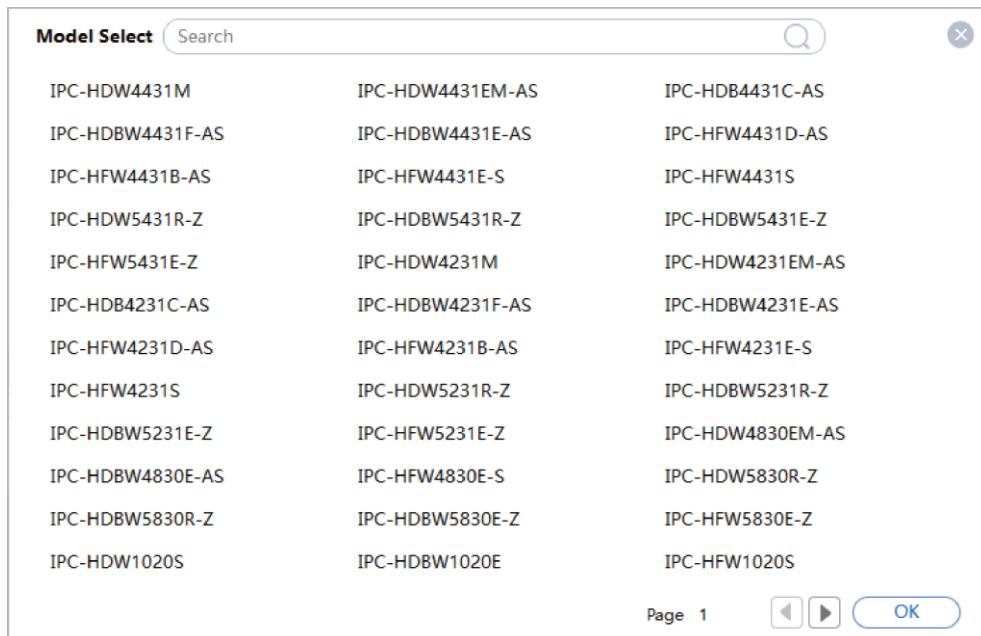 Model Select Search
IPC-HDW4431M IPC-HDW4431EM-AS IPC-HDB4431C-AS
IPC-HDBW4431F-AS IPC-HDBW4431E-AS IPC-HFW4431D-AS
IPC-HFW4431B-AS IPC-HFW4431E-S IPC-HFW4431S
IPC-HDW5431R-Z IPC-HDBW5431R-Z IPC-HDBW5431E-Z
IPC-HFW5431E-Z IPC-HDW4231M IPC-HDW4231EM-AS
IPC-HDB4231C-AS IPC-HDBW4231F-AS IPC-HDBW4231E-AS
IPC-HFW4231D-AS IPC-HFW4231B-AS IPC-HFW4231E-S
IPC-HFW4231S IPC-HDW5231R-Z IPC-HDBW5231R-Z
IPC-HDBW5231E-Z IPC-HFW5231E-Z IPC-HDW4830EM-AS
IPC-HDBW4830E-AS IPC-HFW4830E-S IPC-HDW5830R-Z
IPC-HDBW5830R-Z IPC-HDBW5830E-Z IPC-HFW5830E-Z
IPC-HDW1020S IPC-HDBW1020E IPC-HFW1020S
Page 1 OK